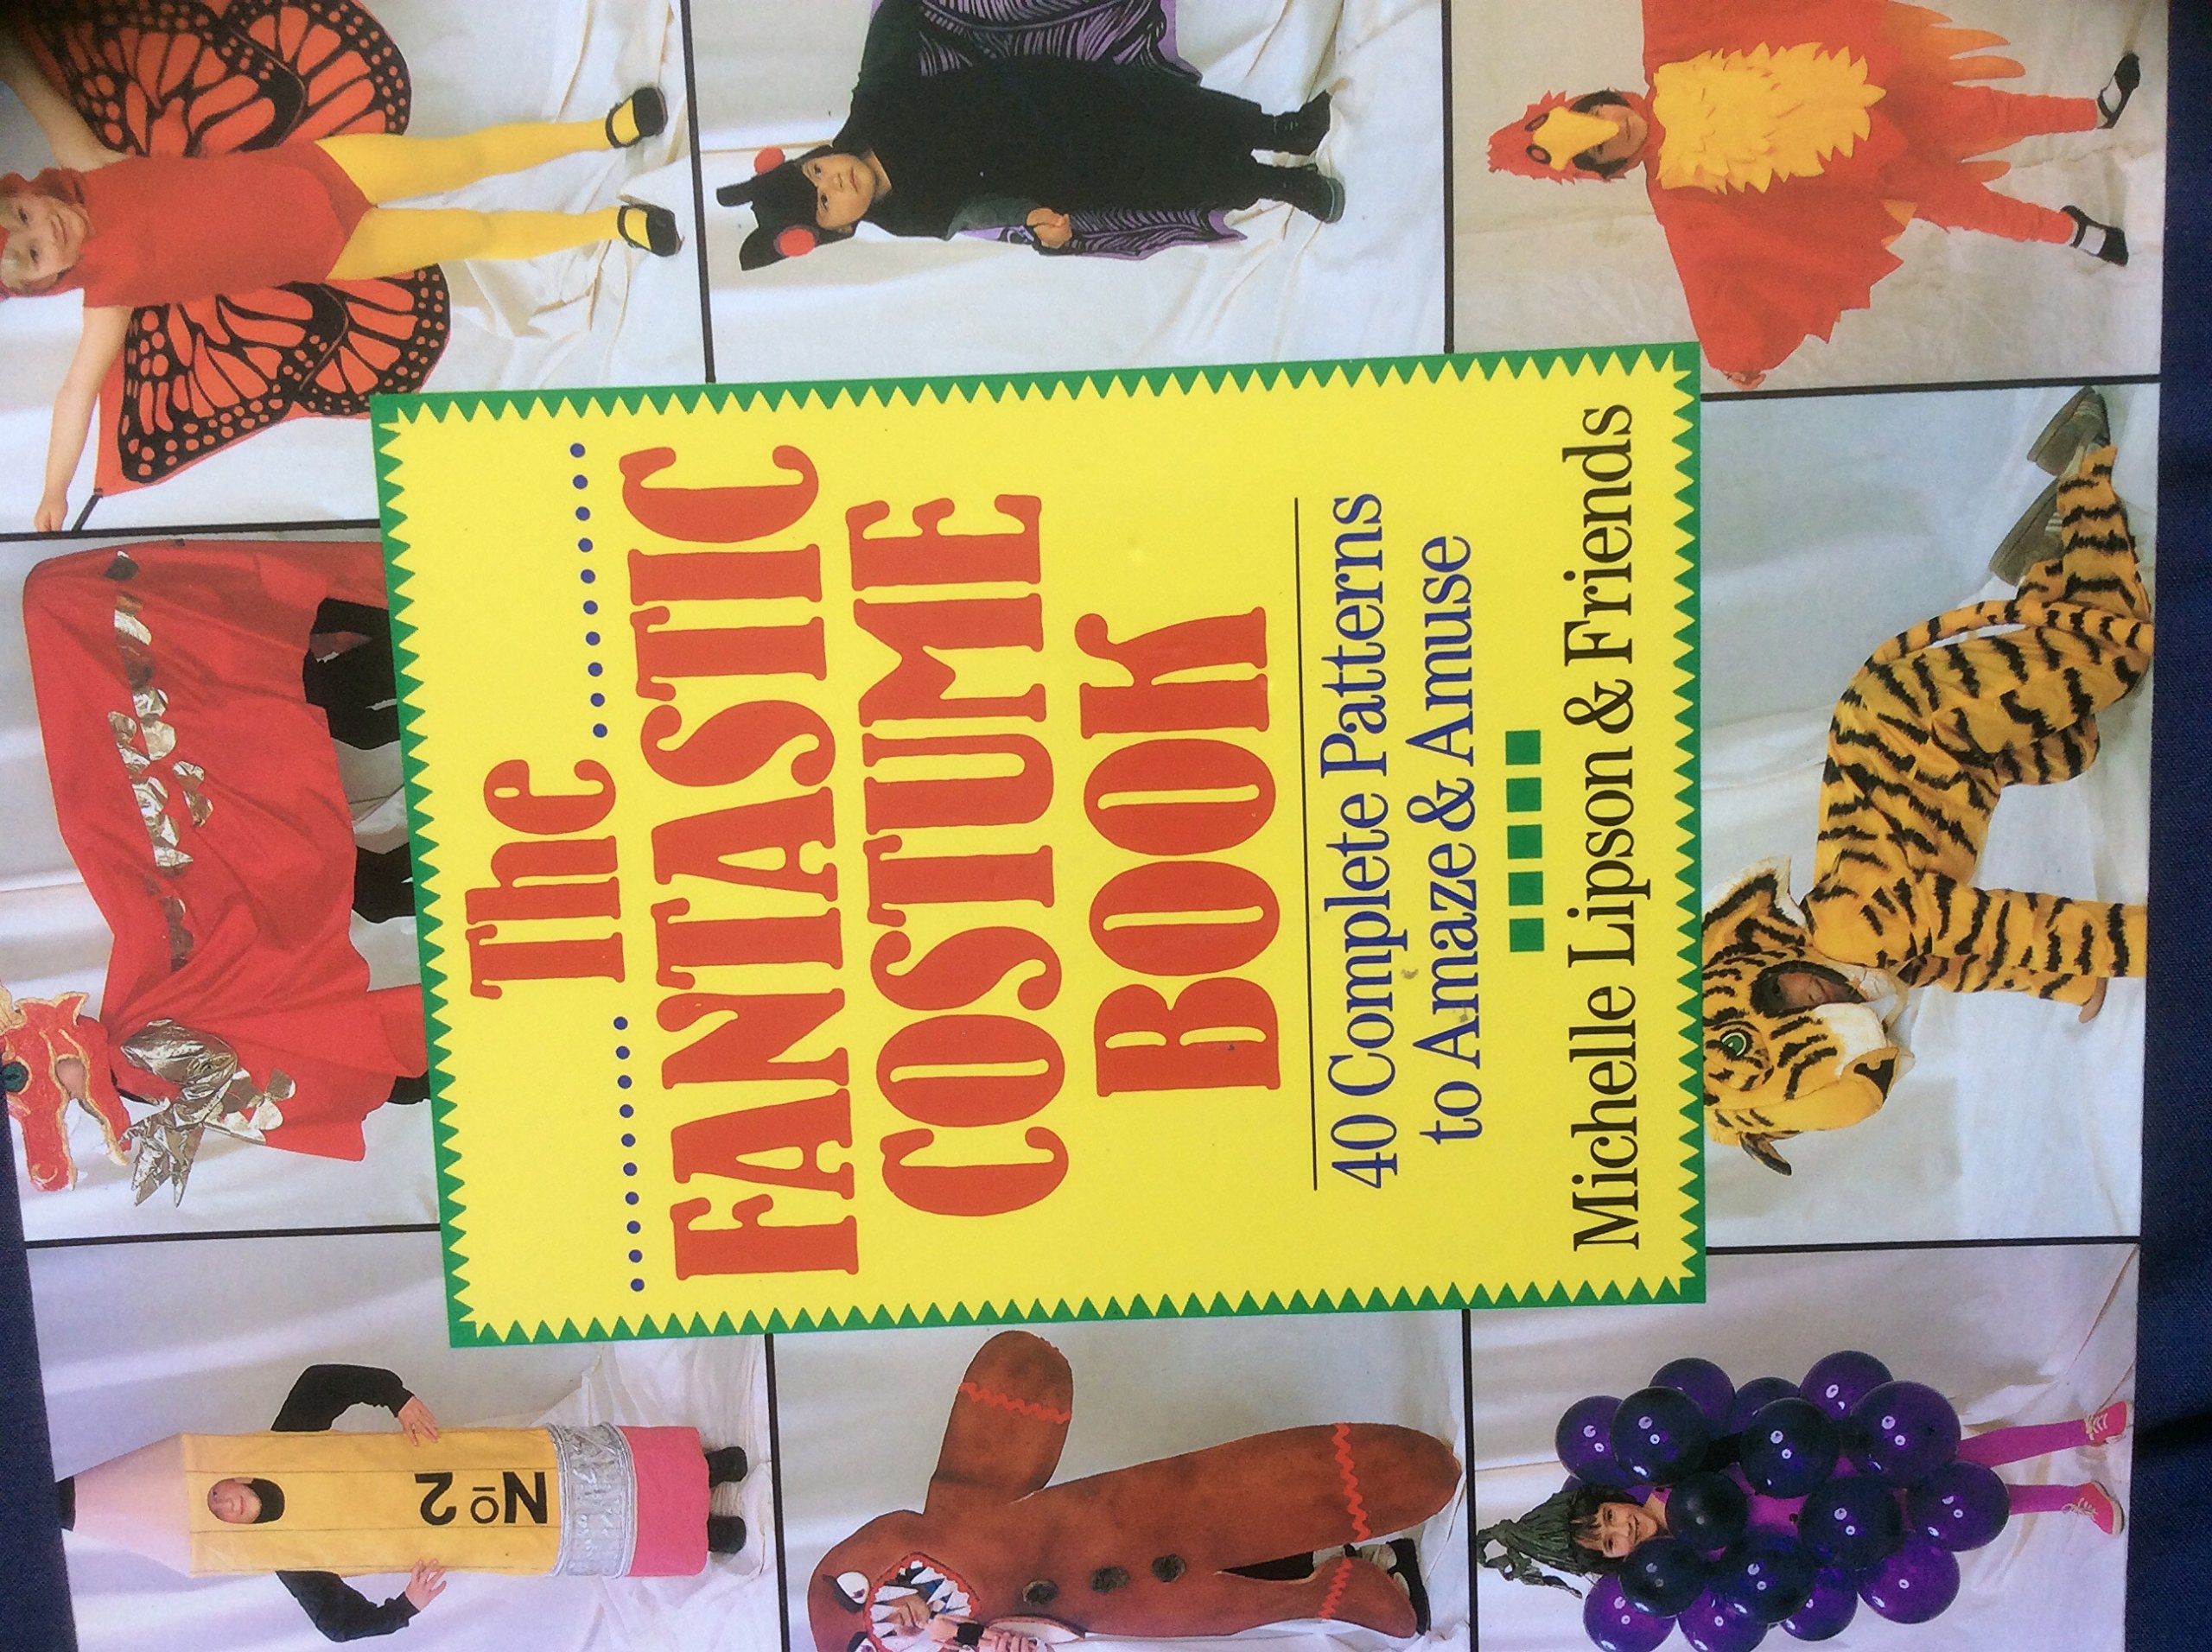 The
FANTASTIC
COSTUME
BOOK
40 Complete Patterns
to Amaze & Amuse
Michelle Lipson & Friends
No 2